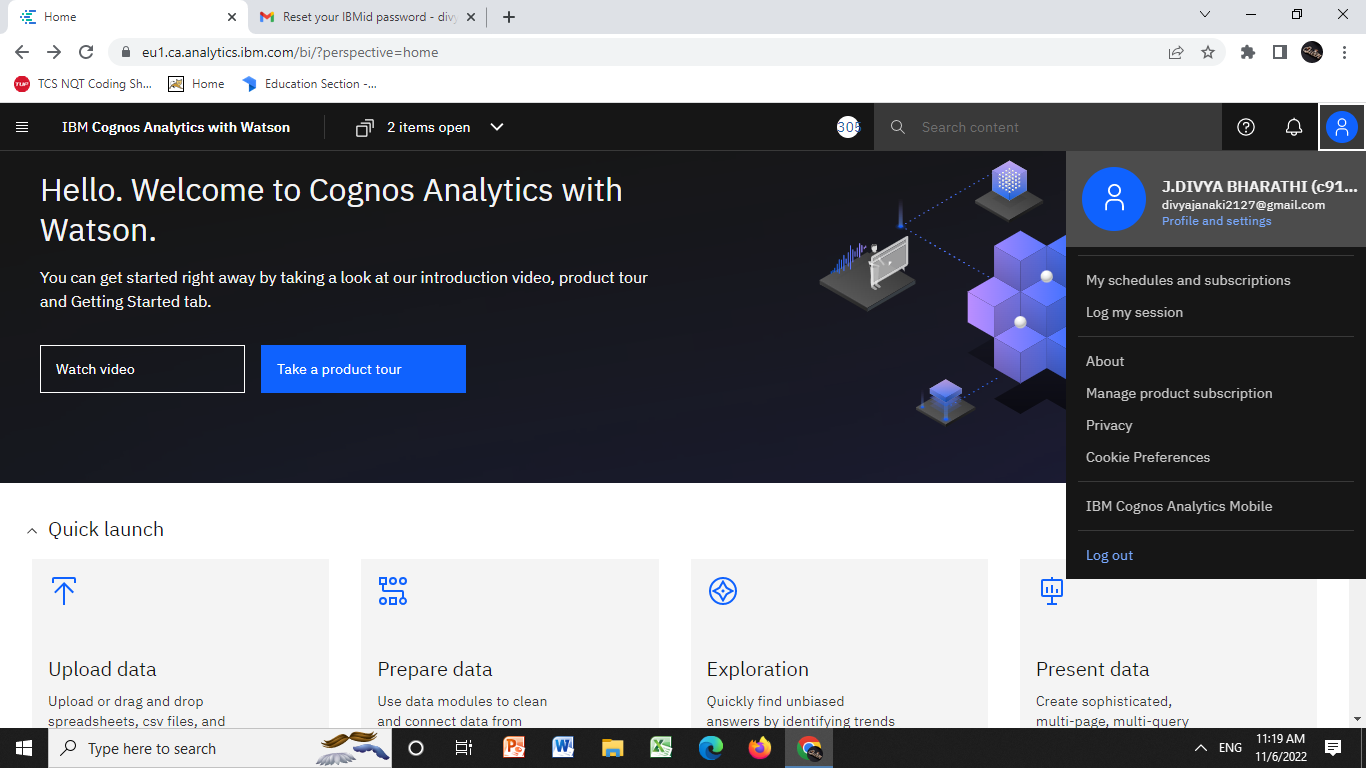 Home
Reset your IBMid password - divy
eu1.ca.analytics.ibm.com/bi/?perspective=home
TCS NQT Coding Sh...
Home
Education Section -...
IBM Cognos Analytics with Watson
2 items open
305
Search content
Hello. Welcome to Cognos Analytics with
Watson.
You can get started right away by taking a look at our introduction video, product tour
and Getting Started tab.
Watch video
Take a product tour
J.DIVYA BHARATHI (c91...
divyajanaki2127@gmail.com
Profile and settings
My schedules and subscriptions
Log my session
About
Manage product subscription
Privacy
Cookie Preferences
IBM Cognos Analytics Mobile
Log out
Quick launch
Upload data
Upload or drag and drop
spreadsheets, csv files, and
Prepare data
Use data modules to clean
and connect data from
Exploration
Quickly find unbiased
answers by identifying trends
Present data
Create sophisticated,
multi-page, multi-query
Type here to search
ENG
11:19 AM
11/6/2022